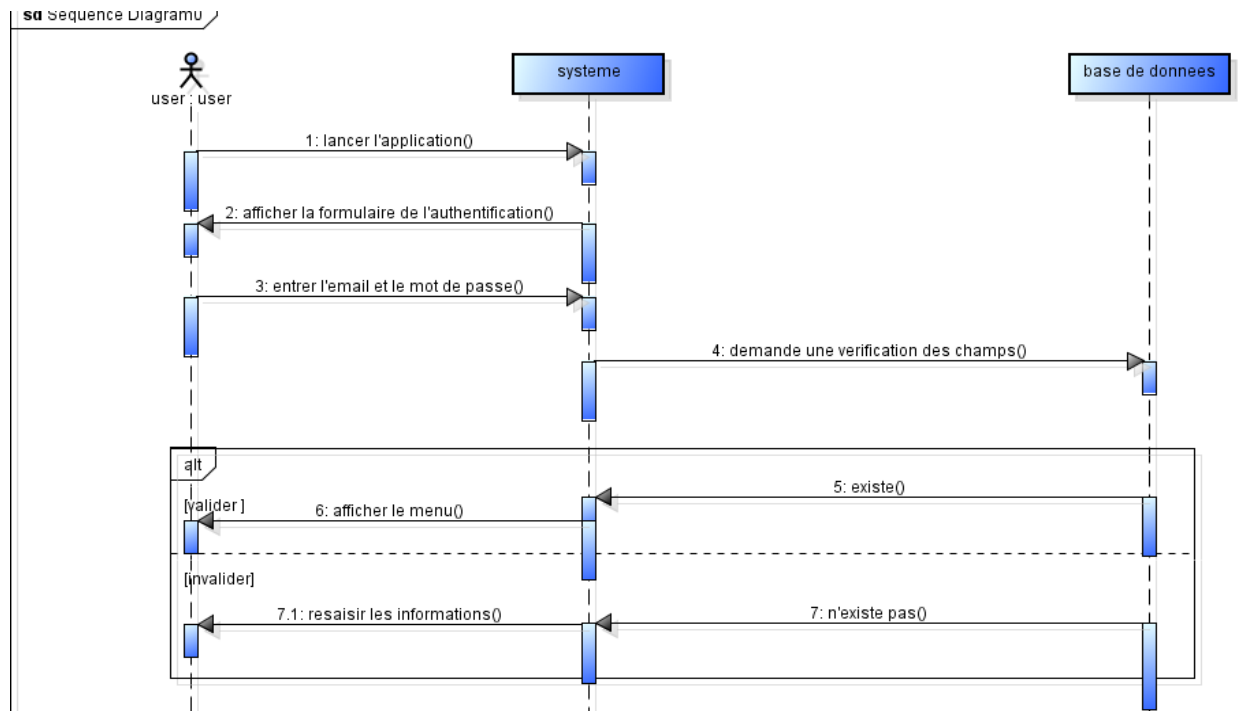 sd Sequence Diagram0
systeme
base de donnees
user : user
1: lancer l'application()
2: afficher la formulaire de l'authentification()
3: entrer l'email et le mot de passe()
4: demande une verification des champs()
alt
5: existe()
[valider ]
6: afficher le menu()
[invalider]
7.1: resaisir les informations()
7: n'existe pas()